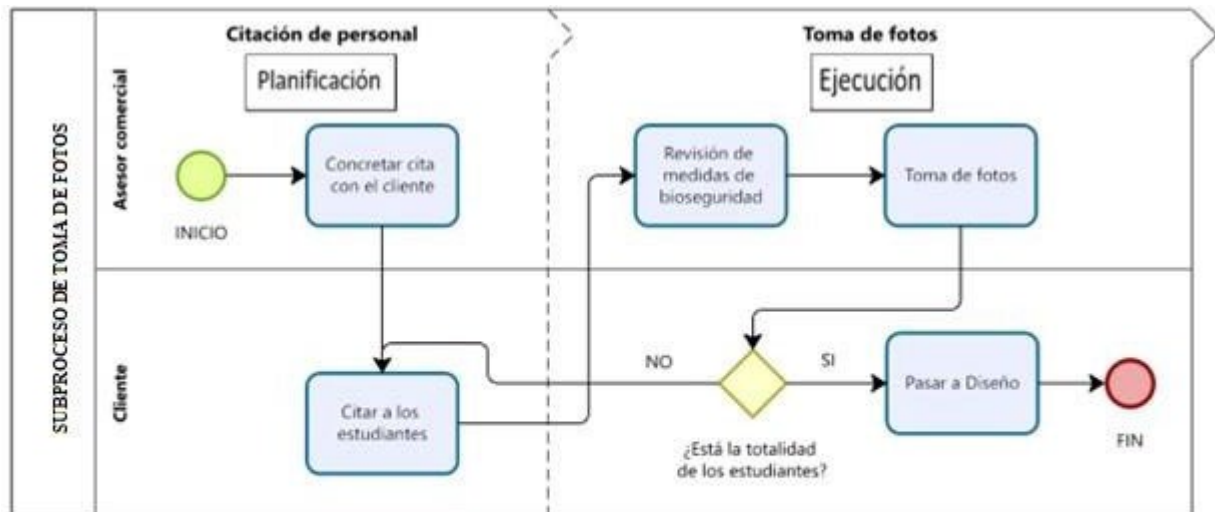 SUBPROCESO DE TOMA DE FOTOS
Citación de personal
Toma de fotos
Planificación
Ejecución
Asesor comercial
INICIO
Concretar cita
con el cliente
Revisión de
medidas de
bioseguridad
Toma de fotos
Cliente
Citar a los
estudiantes
NO
SI
¿Está la totalidad
de los estudiantes?
Pasar a Diseño
FIN